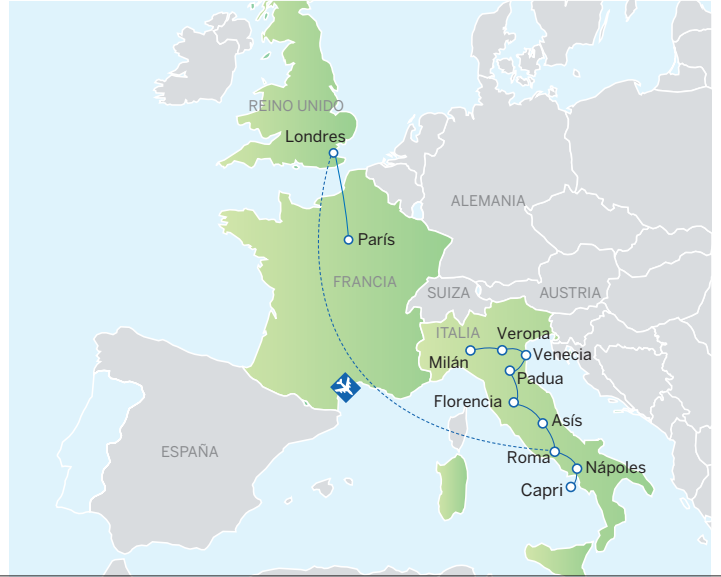 REINO UNIDO
Londres
ALEMANIA
París
FRANCIA
SUIZA
AUSTRIA
ITALIA
Verona
Venecia
Milán
Padua
Florencia
Asís
ESPAÑA
Roma
Nápoles
Capri